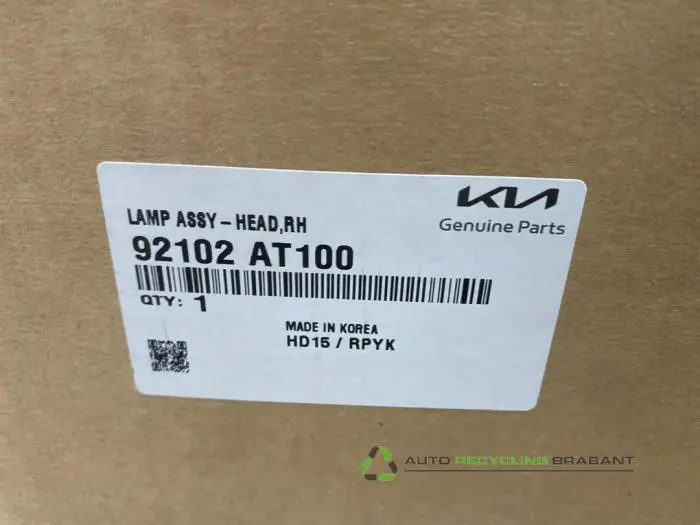 LAMP ASSY-HEAD,RH
KIA
Genuine Parts
92102 AT100
QTY: 1
MADE IN KOREA
HD15 / RPYK
AUTO RECYCLING BRABANT